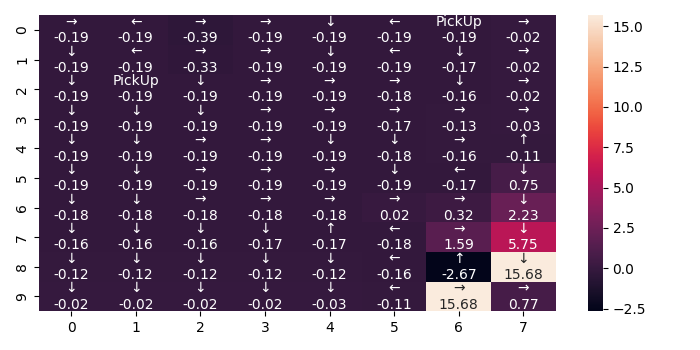 → ← → → ↓ ← PickUp →
0 -0.19 -0.19 -0.39 -0.19 -0.19 -0.19 -0.19 -0.02
↓ ← → → ↓ ← ↓ →
1 -0.19 -0.19 -0.33 -0.19 -0.19 -0.19 -0.17 -0.02
↓ PickUp ↓ → → → ↓ →
2 -0.19 -0.19 -0.19 -0.19 -0.19 -0.18 -0.16 -0.02
↓ ↓ ↓ → → → → →
3 -0.19 -0.19 -0.19 -0.19 -0.19 -0.17 -0.13 -0.03
↓ ↓ → → ↓ ↓ → ↑
4 -0.19 -0.19 -0.19 -0.19 -0.19 -0.18 -0.16 -0.11
↓ ↓ → → → ↓ ← ↓
5 -0.19 -0.19 -0.19 -0.19 -0.19 -0.19 -0.17 0.75
↓ ↓ → → → → → ↓
6 -0.18 -0.18 -0.18 -0.18 -0.18 0.02 0.32 2.23
↓ ↓ ↓ ↓ ↑ ← → ↓
7 -0.16 -0.16 -0.16 -0.17 -0.17 -0.18 1.59 5.75
↓ ↓ ↓ ↓ ↓ ← ↑ ↓
8 -0.12 -0.12 -0.12 -0.12 -0.12 -0.16 -2.67 15.68
↓ ↓ ↓ ↓ ↓ ← → →
9 -0.02 -0.02 -0.02 -0.02 -0.03 -0.11 15.68 0.77
0 1 2 3 4 5 6 7
15.0
12.5
10.0
7.5
5.0
2.5
0.0
−2.5